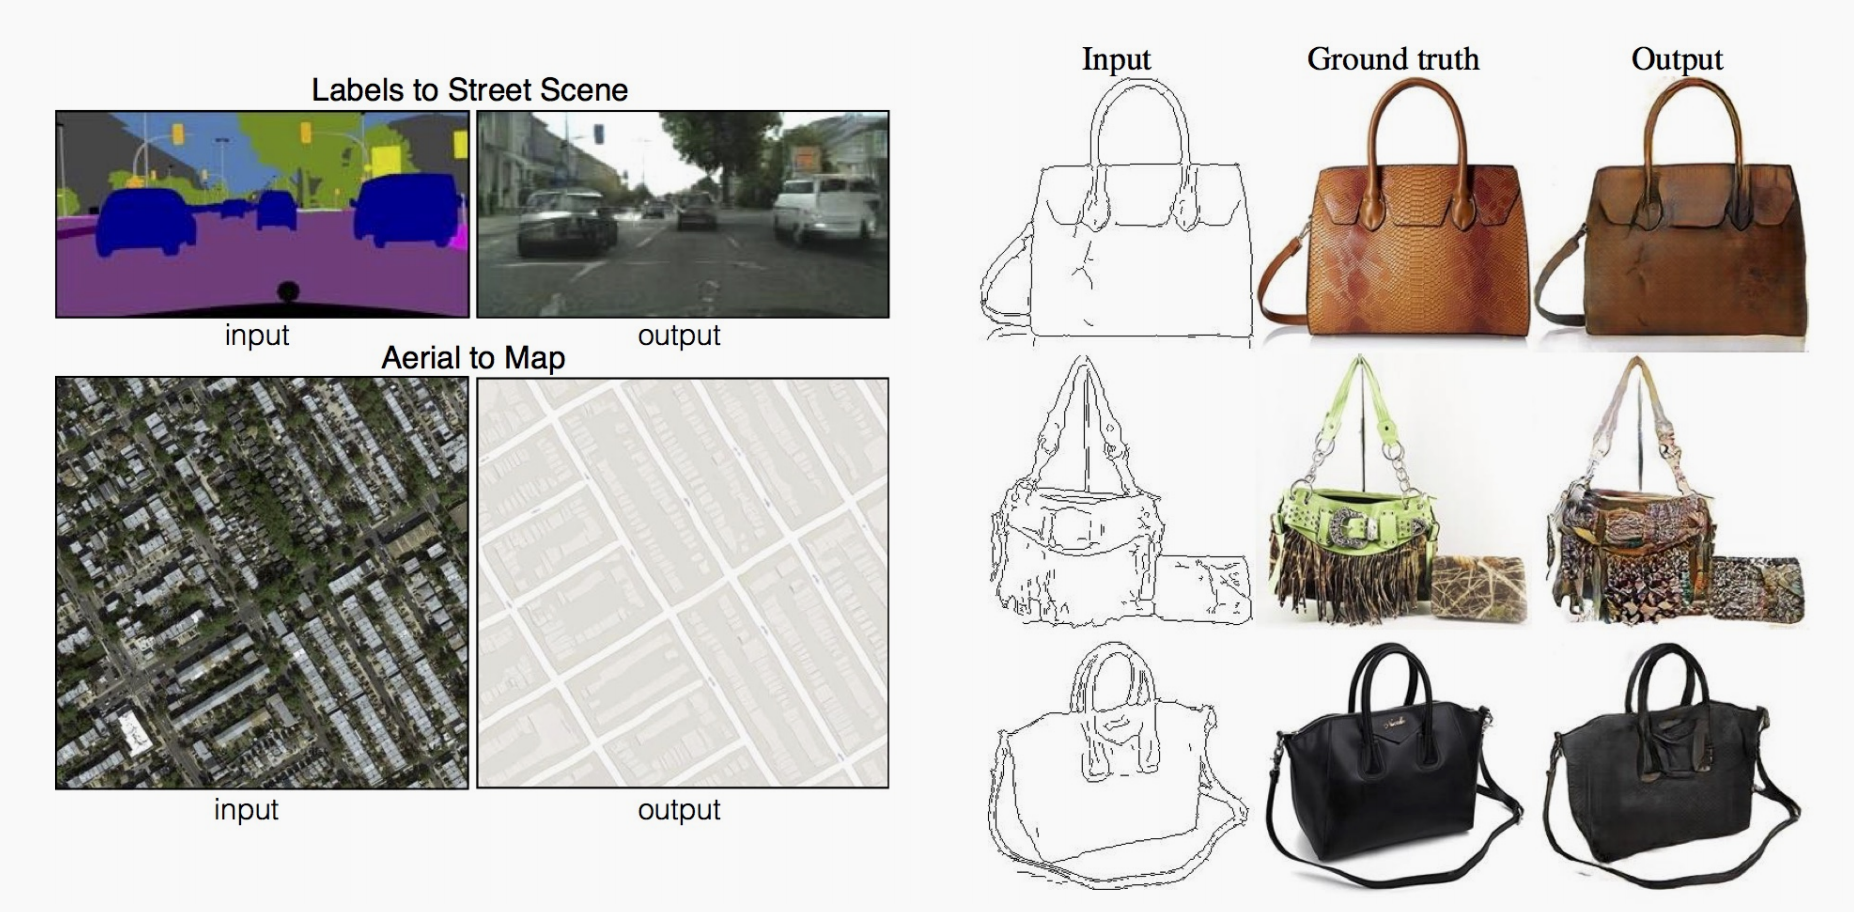 Labels to Street Scene
input
output
Aerial to Map
input
output
Input
Ground truth
Output